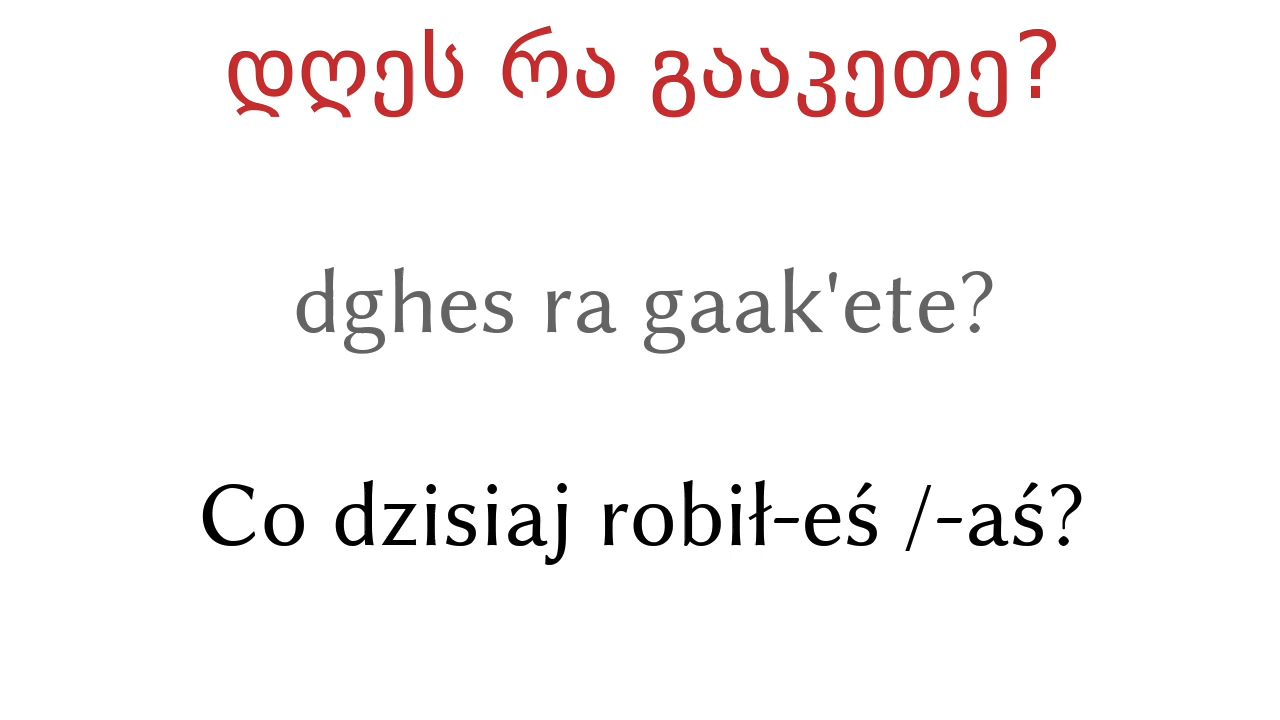 დღეს რა გააკეთე?
dghes ra gaak'ete?
Co dzisiaj robił-eś /-aś?